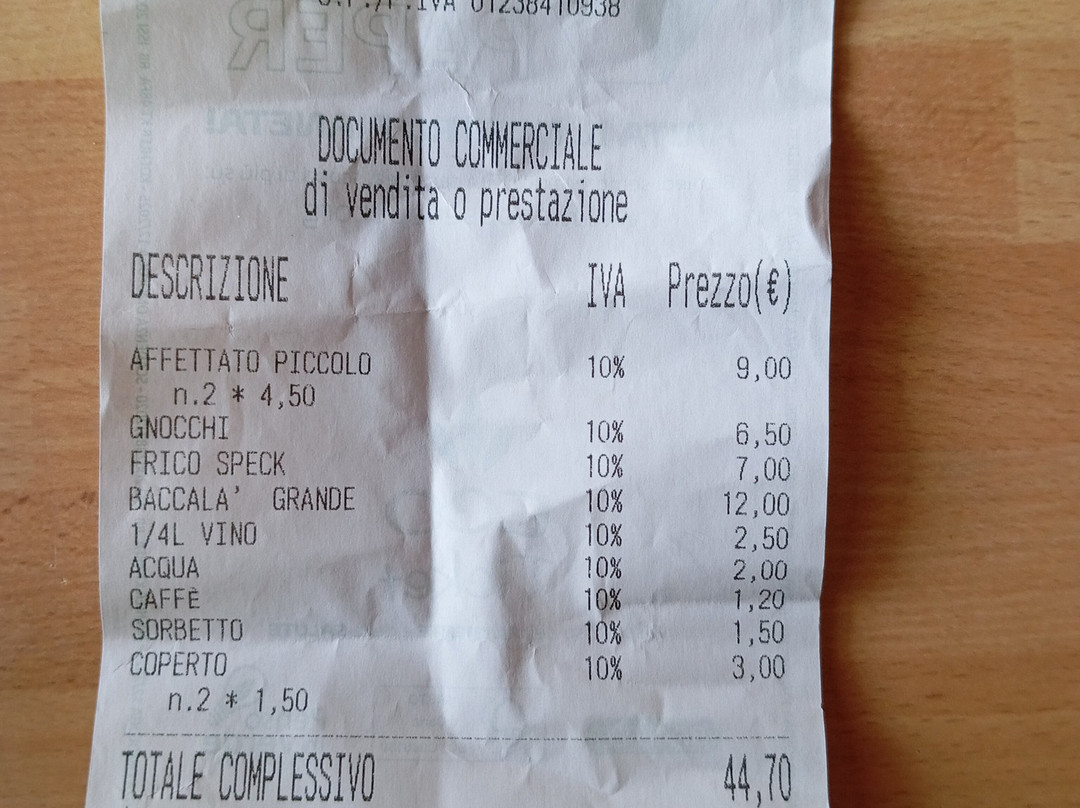 C.F./P.IVA 01238410938
DOCUMENTO COMMERCIALE
di vendita o prestazione
DESCRIZIONE IVA Prezzo(€)
AFFETTATO PICCOLO 10% 9,00
n.2 * 4,50
GNOCCHI 10% 6,50
FRICO SPECK 10% 7,00
BACCALA' GRANDE 10% 12,00
1/4L VINO 10% 2,50
ACQUA 10% 2,00
CAFFÈ 10% 1,20
SORBETTO 10% 1,50
COPERTO 10% 3,00
n.2 * 1,50
TOTALE COMPLESSIVO 44,70